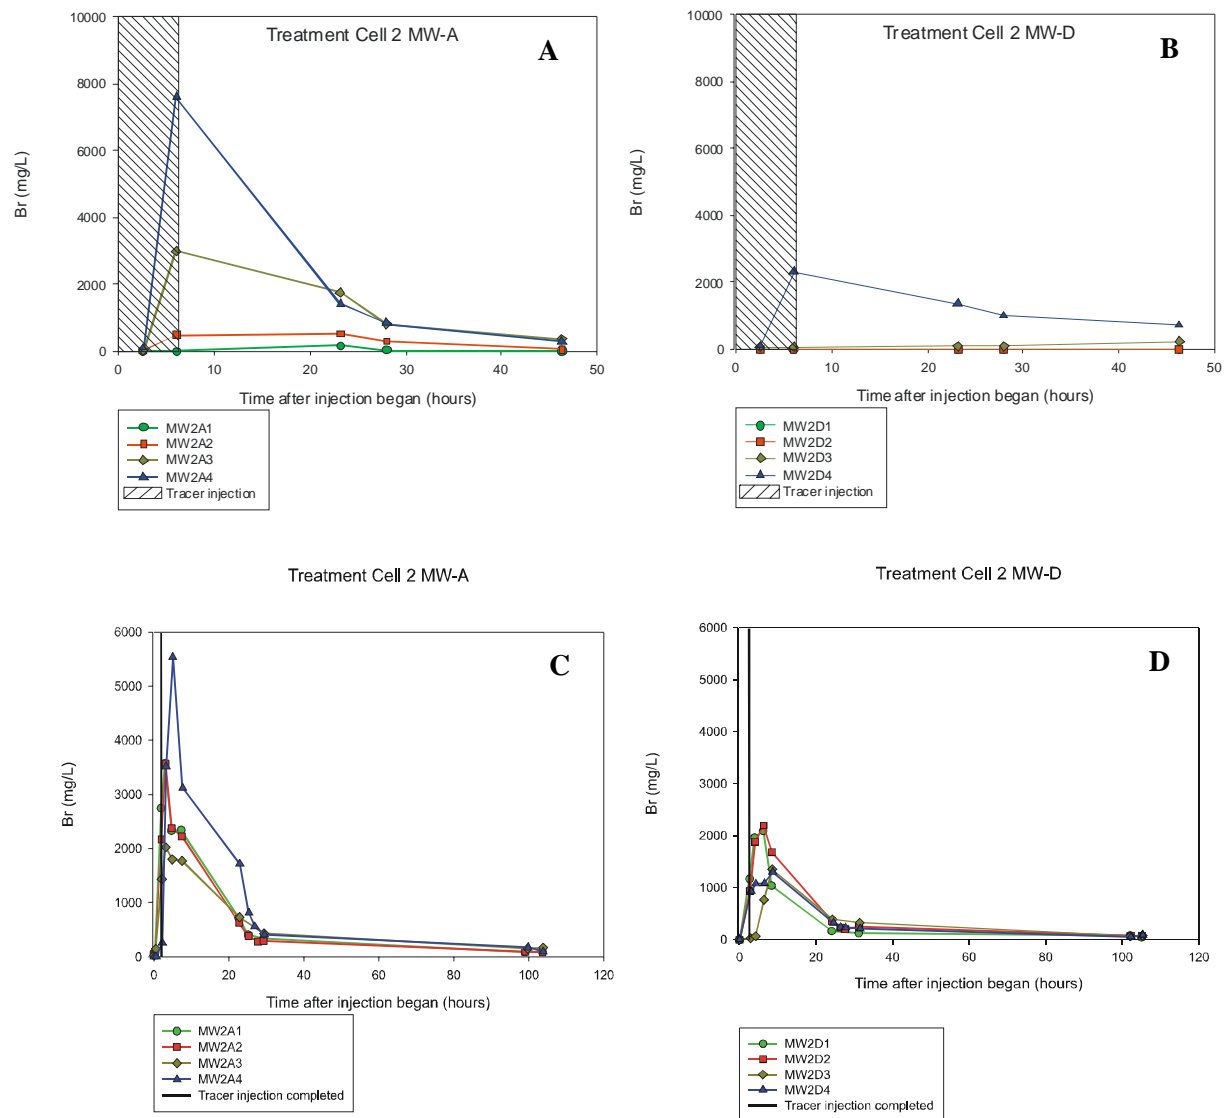 Treatment Cell 2 MW-A
A
10000
8000
6000
4000
2000
0
Br (mg/L)
0 10 20 30 40 50
Time after injection began (hours)
MW2A1
MW2A2
MW2A3
MW2A4
Tracer injection
Treatment Cell 2 MW-D
B
10000
8000
6000
4000
2000
0
Br (mg/L)
0 10 20 30 40 50
Time after injection began (hours)
MW2D1
MW2D2
MW2D3
MW2D4
Tracer injection
Treatment Cell 2 MW-A
C
6000
5000
4000
3000
2000
1000
0
Br (mg/L)
0 20 40 60 80 100 120
Time after injection began (hours)
MW2A1
MW2A2
MW2A3
MW2A4
Tracer injection completed
Treatment Cell 2 MW-D
D
6000
5000
4000
3000
2000
1000
0
Br (mg/L)
0 20 40 60 80 100 120
Time after injection began (hours)
MW2D1
MW2D2
MW2D3
MW2D4
Tracer injection completed